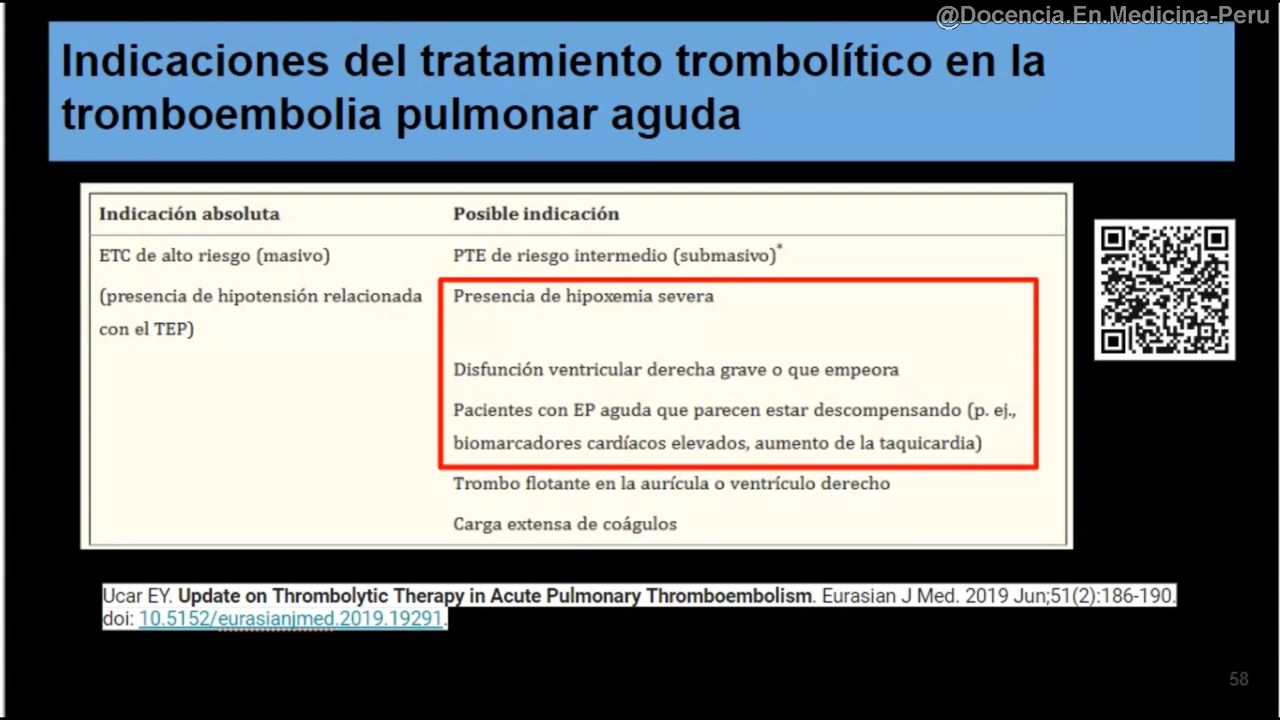 @Docencia.En.Medicina-Peru
Indicaciones del tratamiento trombolítico en la
tromboembolia pulmonar aguda
Indicación absoluta
Posible indicación
ETC de alto riesgo (masivo)
PTE de riesgo intermedio (submasivo)*
(presencia de hipotensión relacionada
con el TEP)
Presencia de hipoxemia severa
Disfunción ventricular derecha grave o que empeora
Pacientes con EP aguda que parecen estar descompensando (p. ej.,
biomarcadores cardíacos elevados, aumento de la taquicardia)
Trombo flotante en la aurícula o ventrículo derecho
Carga extensa de coágulos
Ucar EY. Update on Thrombolytic Therapy in Acute Pulmonary Thromboembolism. Eurasian J Med. 2019 Jun;51(2):186-190.
doi: 10.5152/eurasianjmed.2019.19291.
58